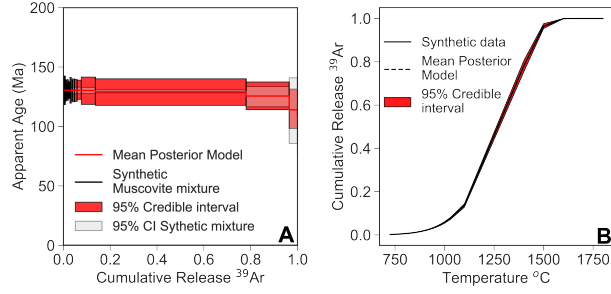 200
150
100
50
0
Apparent Age (Ma)
Mean Posterior Model
Synthetic
Muscovite mixture
95% Credible interval
95% CI Sythetic mixture
A
0.0 0.2 0.4 0.6 0.8 1.0
Cumulative Release ³⁹Ar
1.0
0.8
0.6
0.4
0.2
0.0
Cumulative Release ³⁹Ar
Synthetic data
Mean Posterior
Model
95% Credible
interval
B
750 1000 1250 1500 1750
Temperature °C